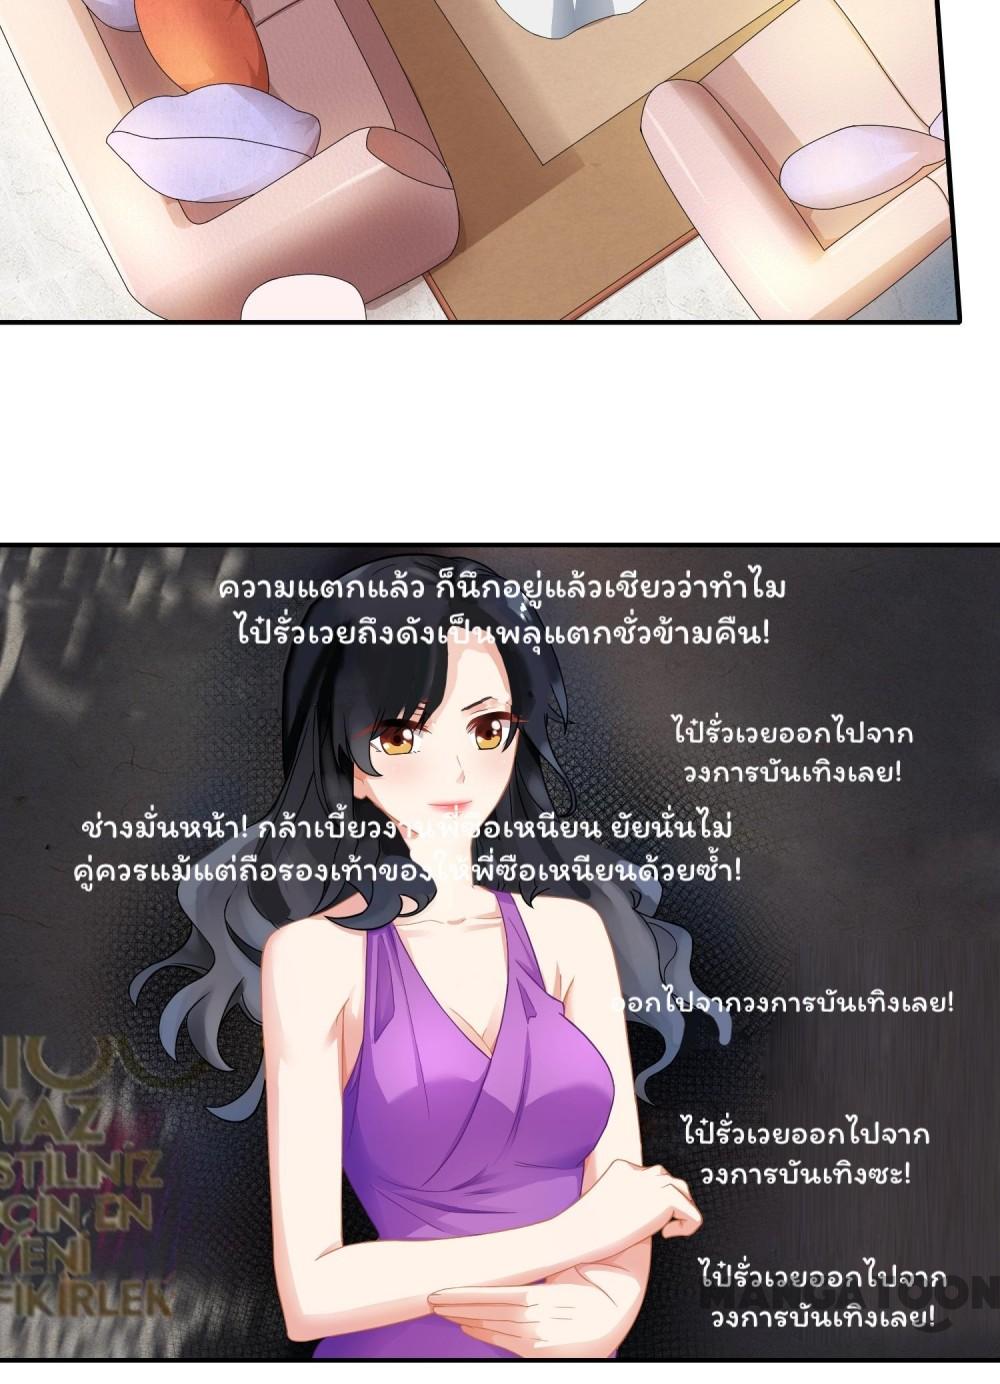 ความแตกแล้ว ก็นึกอยู่แล้วเชียวว่าทำไม
ไป๋รั่วเวยถึงดังเป็นพลุแตกชั่วข้ามคืน!
ไป๋รั่วเวยออกไปจาก
วงการบันเทิงเลย!
ช่างมั่นหน้า! กล้าเบี้ยวงานพี่ซือเหนียน ยัยนั่นไม่
คู่ควรแม้แต่ถือรองเท้าของให้พี่ซือเหนียนด้วยซ้ำ!
ออกไปจากวงการบันเทิงเลย!
YAZ
STİLİNİZ
İÇİN EN
YENİ
FİKİRLER
ไป๋รั่วเวยออกไปจาก
วงการบันเทิงซะ!
ไป๋รั่วเวยออกไปจาก
วงการบันเทิงเลย!
MANGATOON